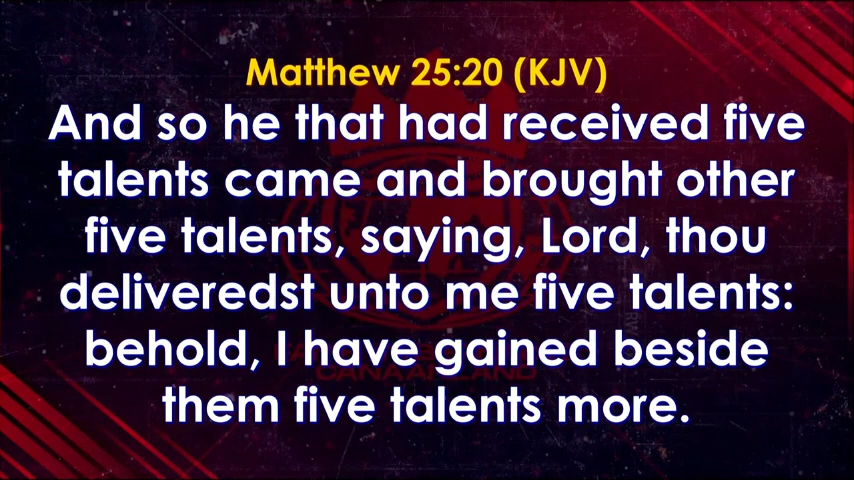 Matthew 25:20 (KJV)
And so he that had received five
talents came and brought other
five talents, saying, Lord, thou
deliveredst unto me five talents:
behold, I have gained beside
them five talents more.